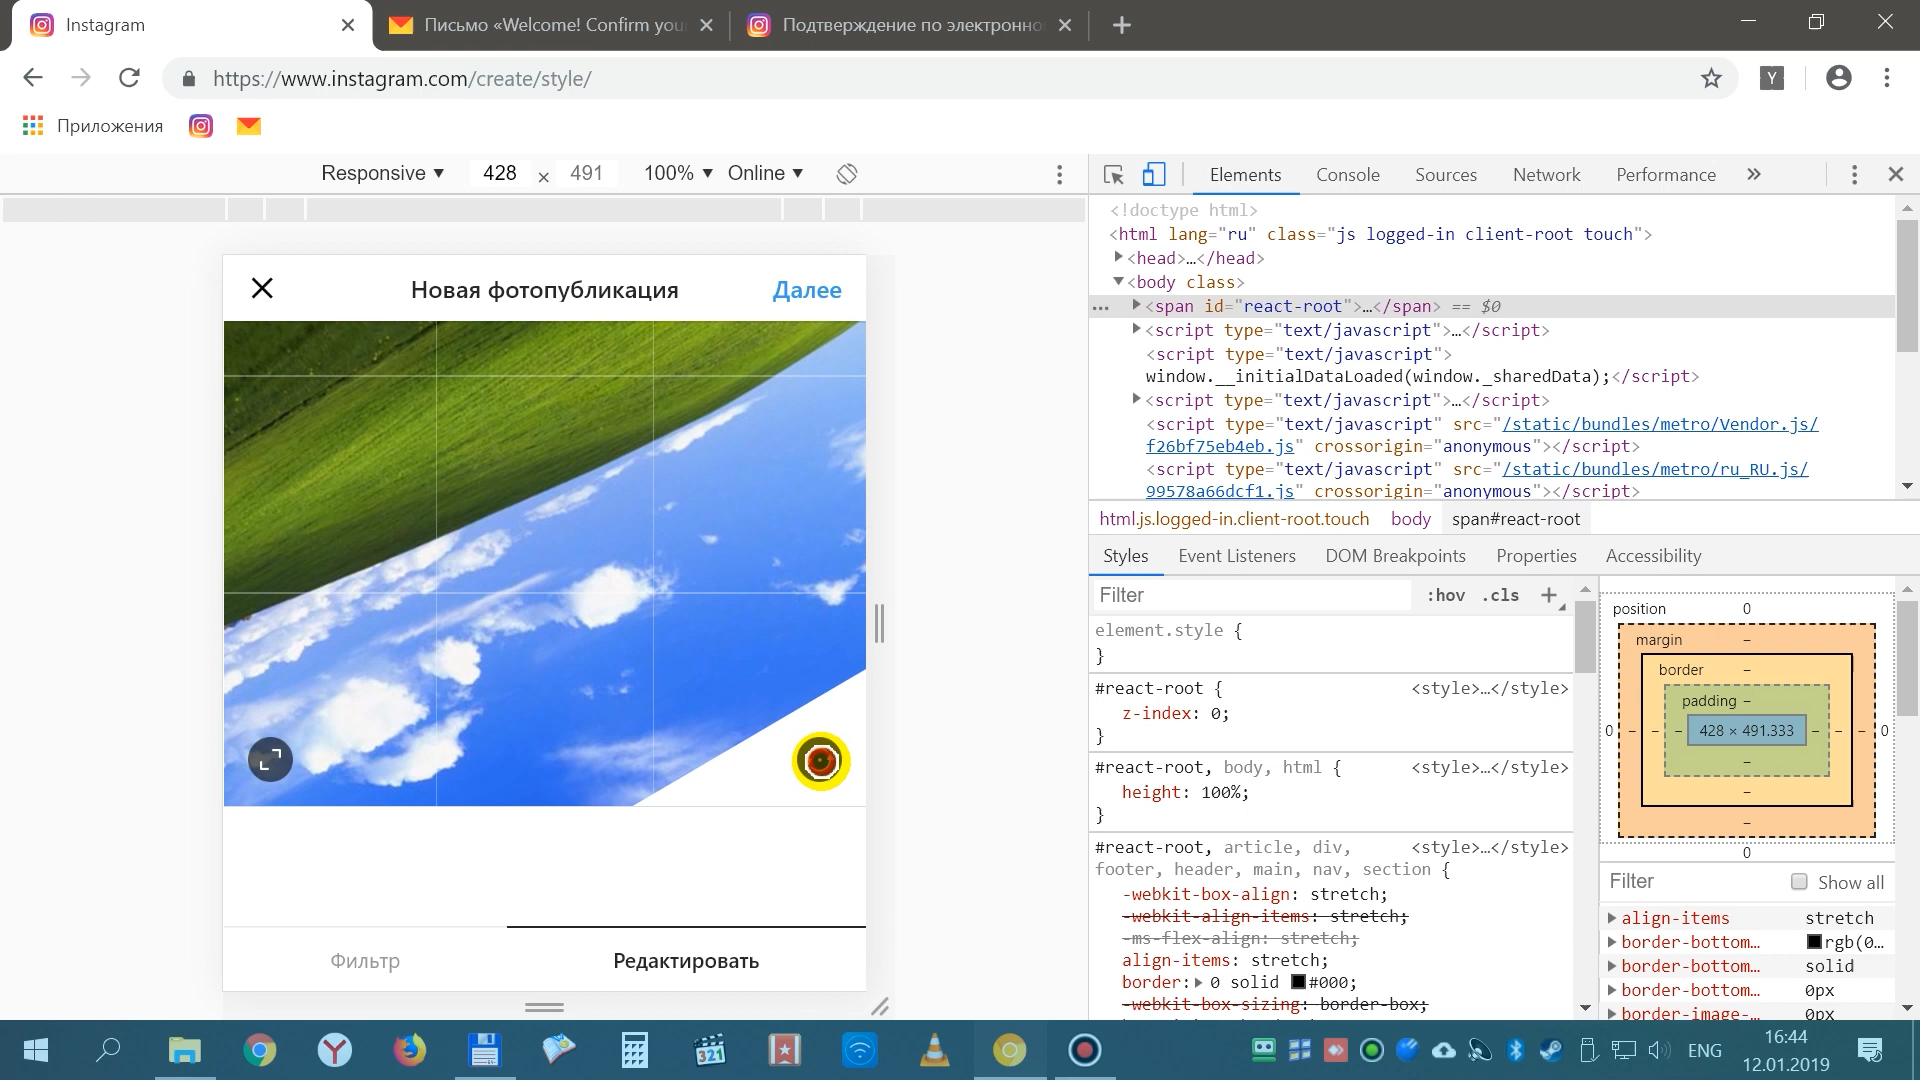 Instagram
Письмо «Welcome! Confirm you
Подтверждение по электронно
https://www.instagram.com/create/style/
Y
Приложения
Responsive ▼ 428 × 491 100% ▼ Online ▼
Новая фотопубликация
Далее
Фильтр
Редактировать
Elements Console Sources Network Performance »
<!doctype html>
<html lang="ru" class="js logged-in client-root touch">
▶<head>…</head>
▼<body class>
… ▶<span id="react-root">…</span> == $0
▶<script type="text/javascript">…</script>
<script type="text/javascript">
window.__initialDataLoaded(window._sharedData);</script>
▶<script type="text/javascript">…</script>
<script type="text/javascript" src="/static/bundles/metro/Vendor.js/
f26bf75eb4eb.js" crossorigin="anonymous"></script>
<script type="text/javascript" src="/static/bundles/metro/ru_RU.js/
99578a66dcf1.js" crossorigin="anonymous"></script>
html.js.logged-in.client-root.touch body span#react-root
Styles Event Listeners DOM Breakpoints Properties Accessibility
Filter :hov .cls +
element.style {
}
#react-root { <style>…</style>
z-index: 0;
}
#react-root, body, html { <style>…</style>
height: 100%;
}
#react-root, article, div, <style>…</style>
footer, header, main, nav, section {
-webkit-box-align: stretch;
-webkit-align-items: stretch;
-ms-flex-align: stretch;
align-items: stretch;
border:▶ 0 solid #000;
-webkit-box-sizing: border-box;
position 0
margin –
border –
padding –
0 – – – 428 × 491.333 – – – 0
–
–
–
0
Filter Show all
▶ align-items stretch
▶ border-bottom… rgb(0…
▶ border-bottom… solid
▶ border-bottom… 0px
▶ border-image-… 0px
321
ENG
16:44
12.01.2019